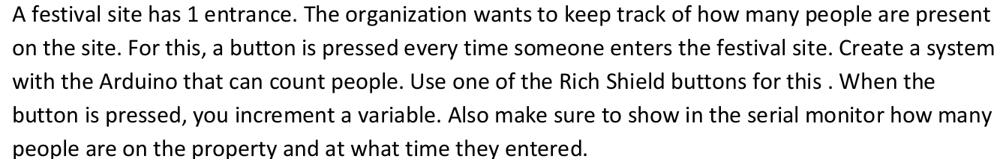 A festival site has 1 entrance. The organization wants to keep track of how many people are present
on the site. For this, a button is pressed every time someone enters the festival site. Create a system
with the Arduino that can count people. Use one of the Rich Shield buttons for this . When the
button is pressed, you increment a variable. Also make sure to show in the serial monitor how many
people are on the property and at what time they entered.